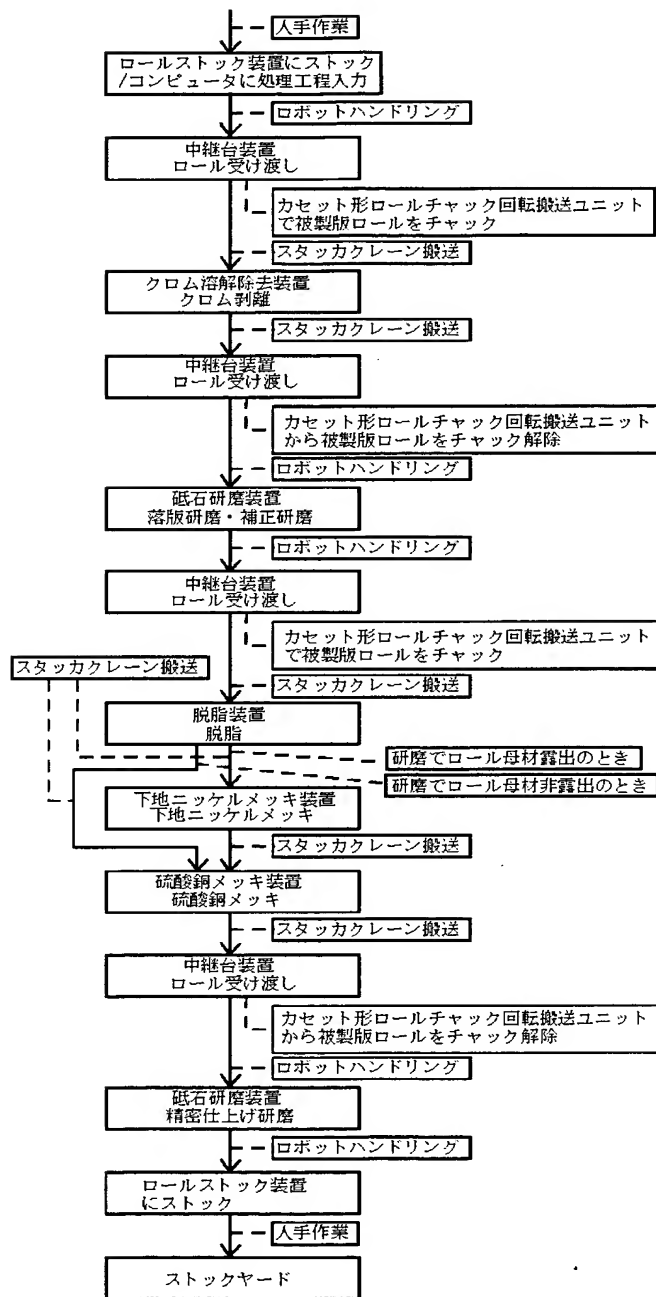 人手作業
ロールストック装置にストック
/コンピュータに処理工程入力
ロボットハンドリング
中継台装置
ロール受け渡し
カセット形ロールチャック回転搬送ユニット
で被製版ロールをチャック
スタッカクレーン搬送
クロム溶解除去装置
クロム剥離
スタッカクレーン搬送
中継台装置
ロール受け渡し
カセット形ロールチャック回転搬送ユニット
から被製版ロールをチャック解除
ロボットハンドリング
砥石研磨装置
落版研磨・補正研磨
ロボットハンドリング
中継台装置
ロール受け渡し
カセット形ロールチャック回転搬送ユニット
で被製版ロールをチャック
スタッカクレーン搬送
スタッカクレーン搬送
脱脂装置
脱脂
研磨でロール母材露出のとき
研磨でロール母材非露出のとき
下地ニッケルメッキ装置
下地ニッケルメッキ
スタッカクレーン搬送
硫酸銅メッキ装置
硫酸銅メッキ
スタッカクレーン搬送
中継台装置
ロール受け渡し
カセット形ロールチャック回転搬送ユニット
から被製版ロールをチャック解除
ロボットハンドリング
砥石研磨装置
精密仕上げ研磨
ロボットハンドリング
ロールストック装置
にストック
人手作業
ストックヤード